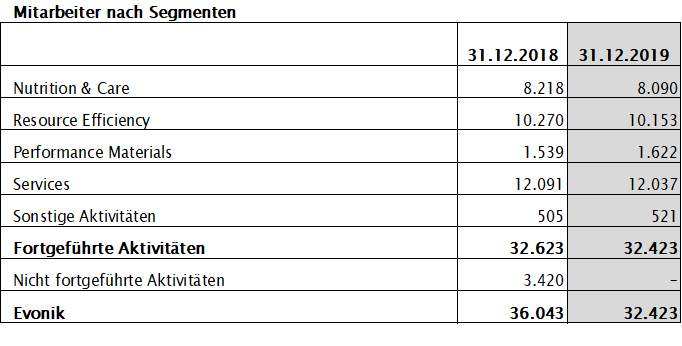 Mitarbeiter nach Segmenten
31.12.2018 31.12.2019
Nutrition & Care 8.218 8.090
Resource Efficiency 10.270 10.153
Performance Materials 1.539 1.622
Services 12.091 12.037
Sonstige Aktivitäten 505 521
Fortgeführte Aktivitäten 32.623 32.423
Nicht fortgeführte Aktivitäten 3.420 –
Evonik 36.043 32.423